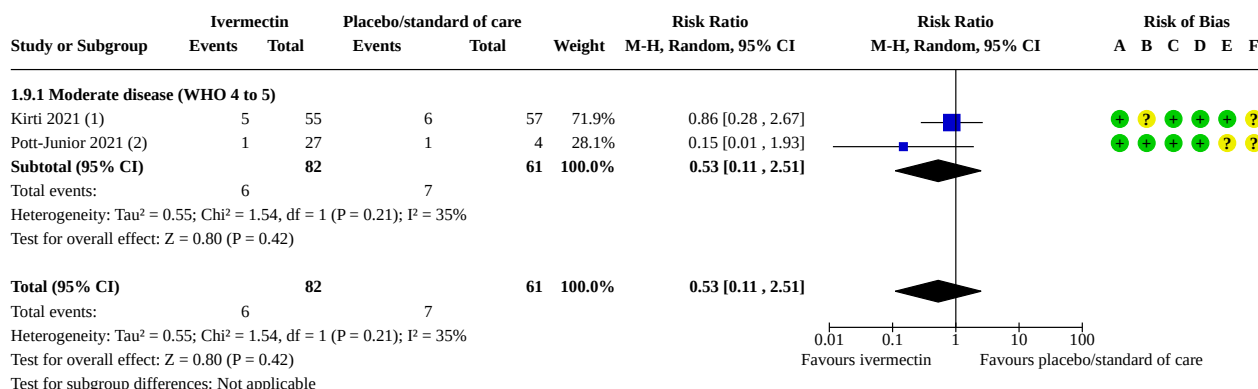 Ivermectin Placebo/standard of care Risk Ratio Risk Ratio Risk of Bias
Study or Subgroup Events Total Events Total Weight M-H, Random, 95% CI M-H, Random, 95% CI A B C D E F
1.9.1 Moderate disease (WHO 4 to 5)
Kirti 2021 (1) 5 55 6 57 71.9% 0.86 [0.28 , 2.67] + ? + + + ?
Pott-Junior 2021 (2) 1 27 1 4 28.1% 0.15 [0.01 , 1.93] + + + + ? ?
Subtotal (95% CI) 82 61 100.0% 0.53 [0.11 , 2.51]
Total events: 6 7
Heterogeneity: Tau² = 0.55; Chi² = 1.54, df = 1 (P = 0.21); I² = 35%
Test for overall effect: Z = 0.80 (P = 0.42)
Total (95% CI) 82 61 100.0% 0.53 [0.11 , 2.51]
Total events: 6 7
Heterogeneity: Tau² = 0.55; Chi² = 1.54, df = 1 (P = 0.21); I² = 35%
0.01 0.1 1 10 100
Test for overall effect: Z = 0.80 (P = 0.42) Favours ivermectin Favours placebo/standard of care
Test for subgroup differences: Not applicable